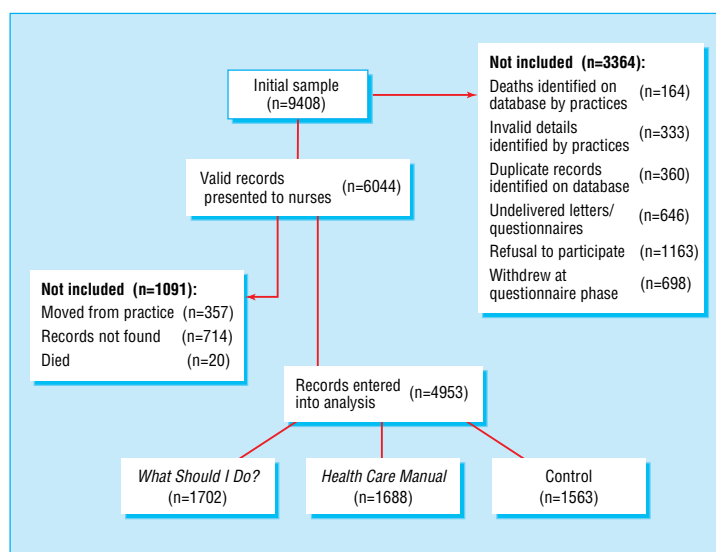 Initial sample
(n=9408)
Not included (n=3364):
Deaths identified on
database by practices (n=164)
Invalid details
identified by practices (n=333)
Duplicate records
identified on database (n=360)
Undelivered letters/
questionnaires (n=646)
Refusal to participate (n=1163)
Withdrew at
questionnaire phase (n=698)
Valid records
presented to nurses (n=6044)
Not included (n=1091):
Moved from practice (n=357)
Records not found (n=714)
Died (n=20)
Records entered
into analysis (n=4953)
What Should I Do?
(n=1702)
Health Care Manual
(n=1688)
Control
(n=1563)